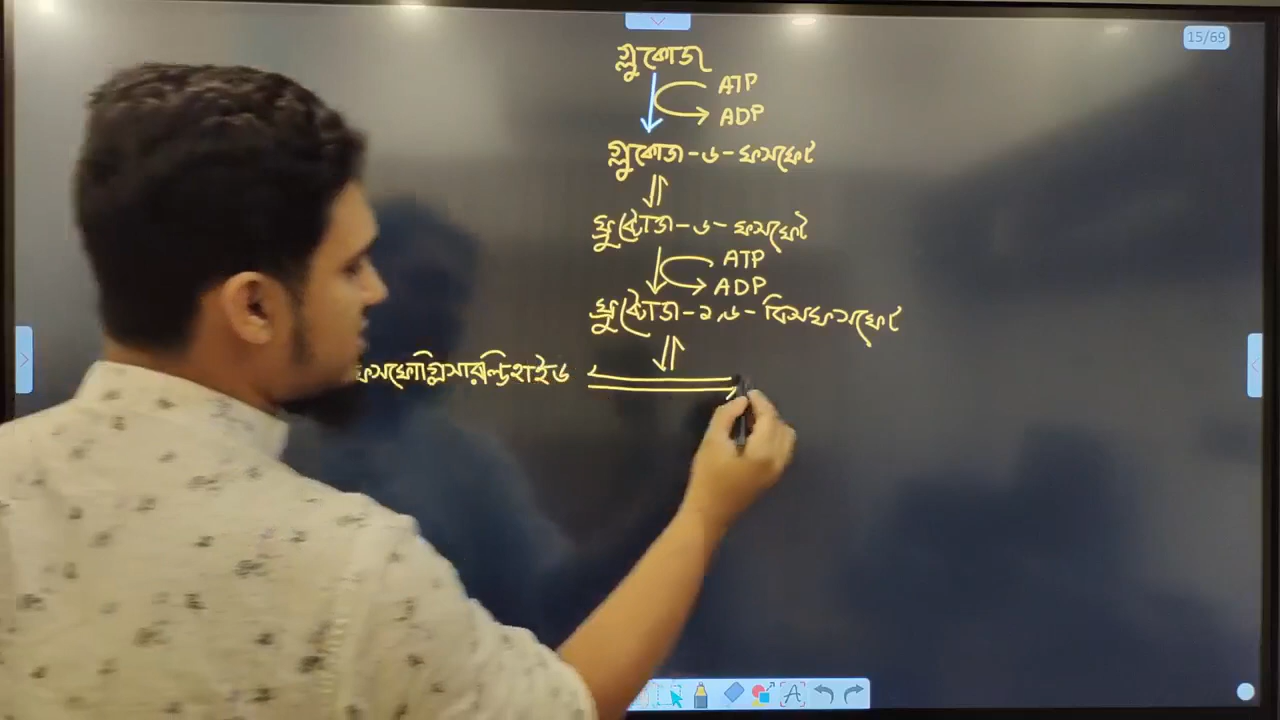 15/69
গ্লুকোজ
ATP
ADP
গ্লুকোজ-৬-ফসফেট
ফ্রুক্টোজ-৬-ফসফেট
ATP
ADP
ফ্রুক্টোজ-১,৬-বিসফসফেট
ফসফোগ্লিসারাল্ডিহাইড